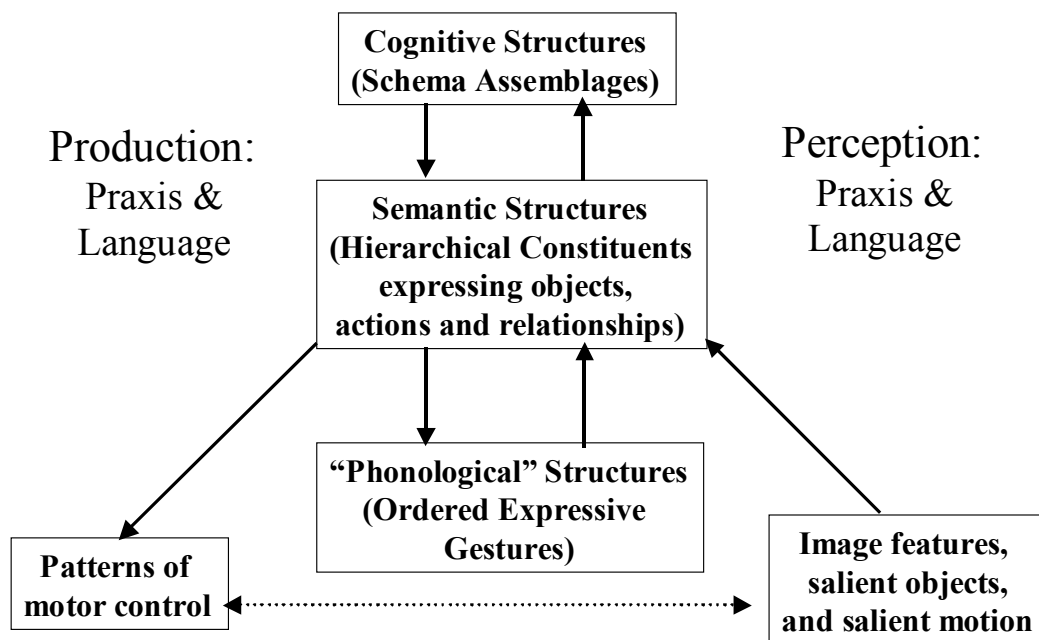 Cognitive Structures
(Schema Assemblages)
Production:
Praxis &
Language
Perception:
Praxis &
Language
Semantic Structures
(Hierarchical Constituents
expressing objects,
actions and relationships)
“Phonological” Structures
(Ordered Expressive
Gestures)
Patterns of
motor control
Image features,
salient objects,
and salient motion